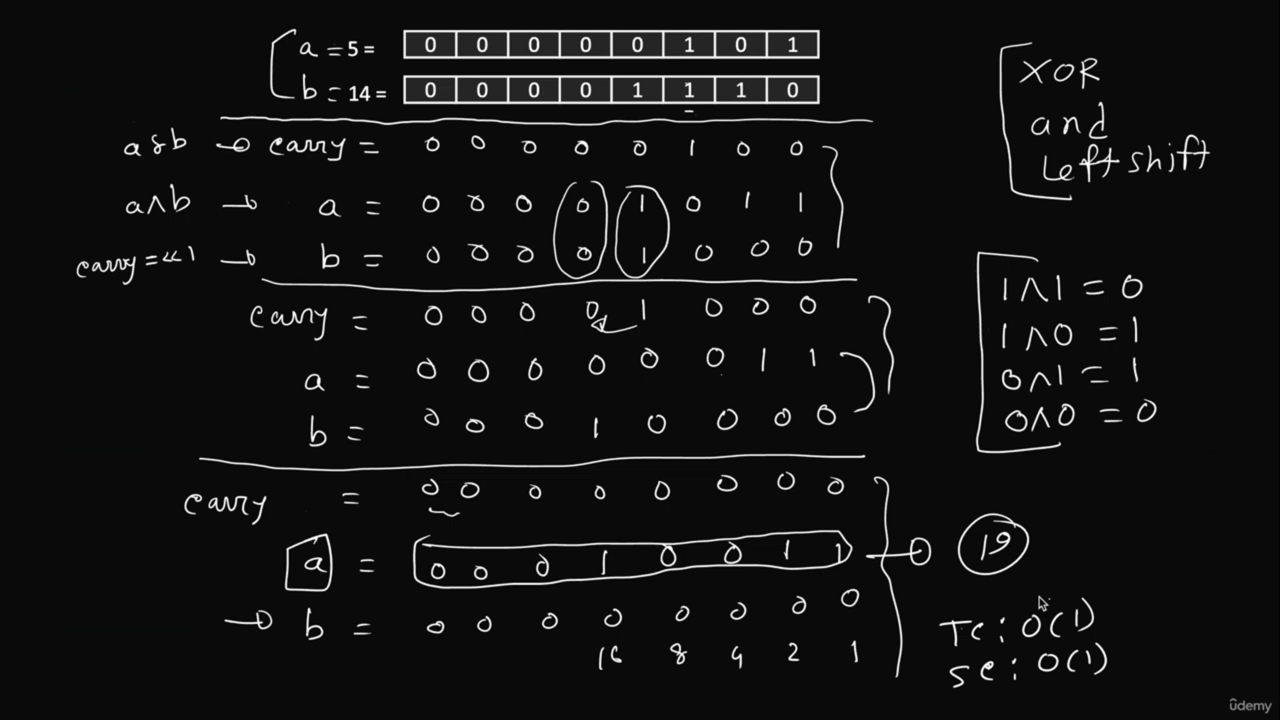 a = 5 = 0 0 0 0 0 1 0 1
b = 14 = 0 0 0 0 1 1 1 0
a & b → carry = 0 0 0 0 0 1 0 0
a ^ b → a = 0 0 0 0 1 0 1 1
carry = << 1 → b = 0 0 0 0 1 0 0 0
carry = 0 0 0 0 1 0 0 0
a = 0 0 0 0 0 0 1 1
b = 0 0 0 1 0 0 0 0
carry = 0 0 0 0 0 0 0 0
a = 0 0 0 1 0 0 1 1 → 19
→ b = 0 0 0 0 0 0 0 0
16 8 4 2 1
XOR
and
Left shift
1 ^ 1 = 0
1 ^ 0 = 1
0 ^ 1 = 1
0 ^ 0 = 0
TC : O(1)
SC : O(1)
ûdemy